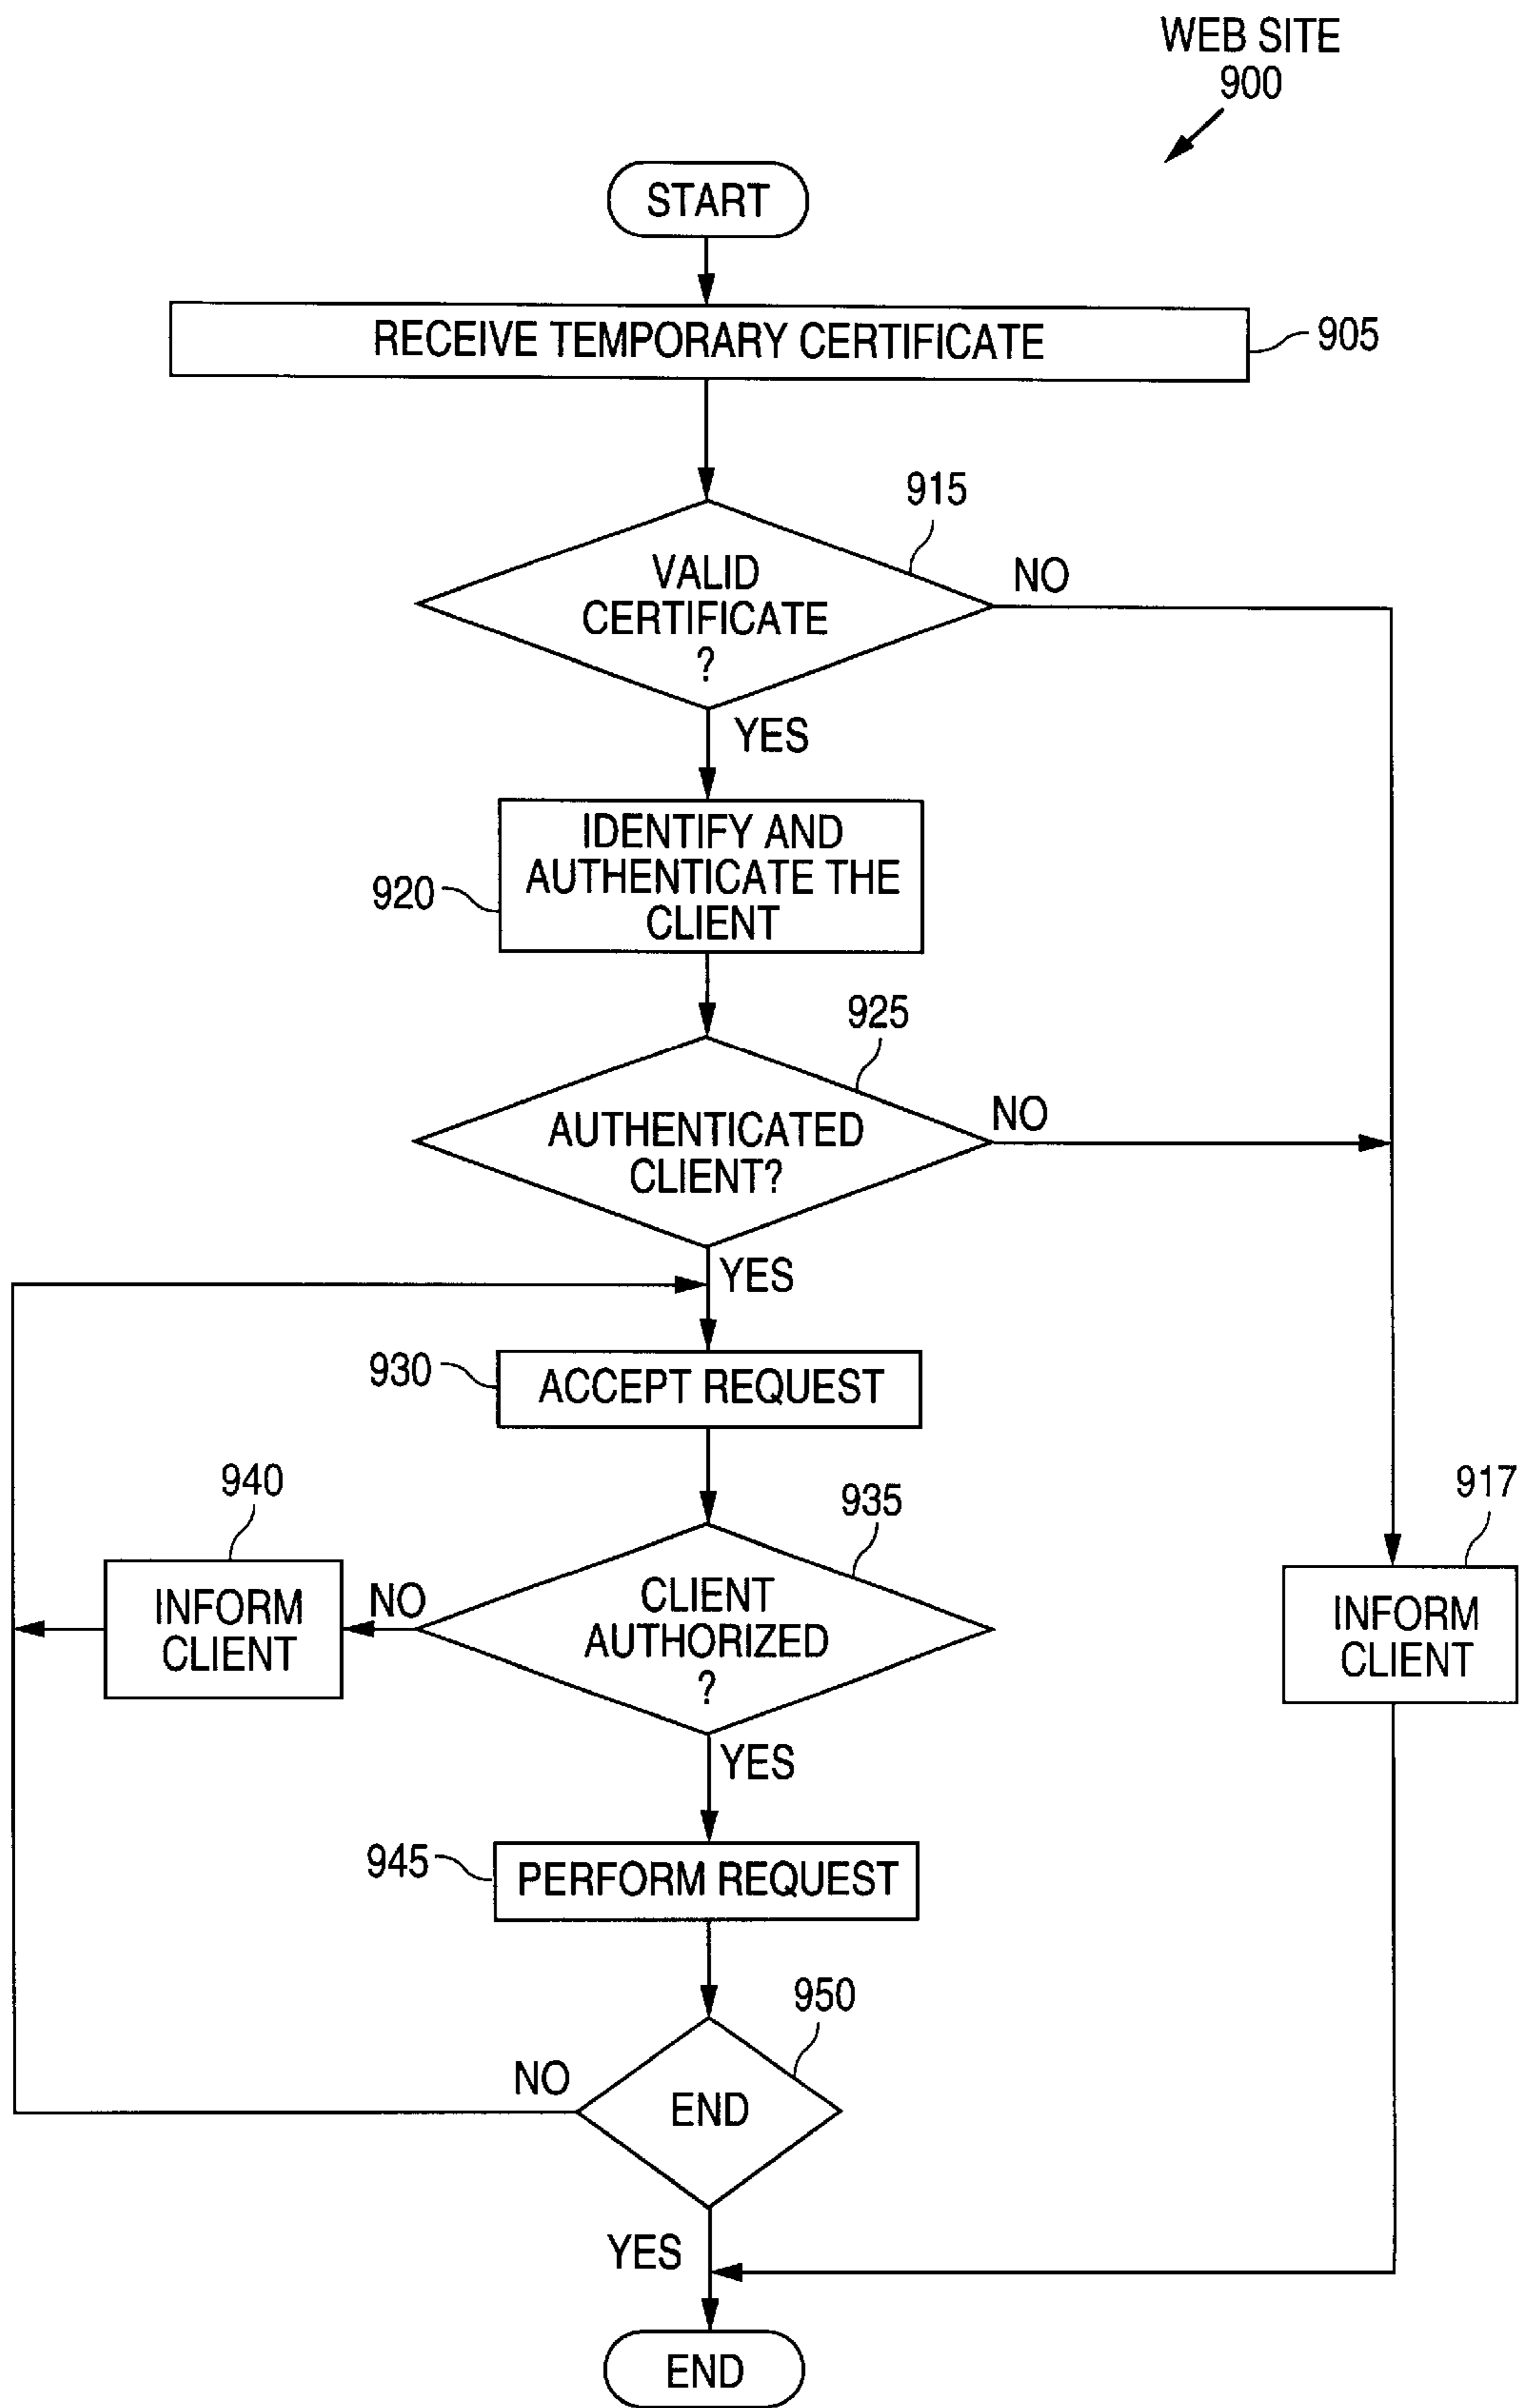 WEB SITE
900
START
RECEIVE TEMPORARY CERTIFICATE
905
915
VALID
CERTIFICATE
?
NO
YES
IDENTIFY AND
AUTHENTICATE THE
CLIENT
920
925
AUTHENTICATED
CLIENT?
NO
YES
930
ACCEPT REQUEST
940
935
917
INFORM
CLIENT
NO
CLIENT
AUTHORIZED
?
INFORM
CLIENT
YES
945
PERFORM REQUEST
950
NO
END
YES
END